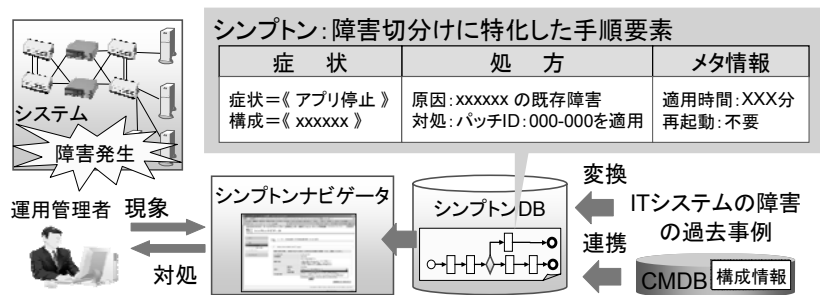 シンプトン：障害切分けに特化した手順要素
症　状
処　方
メタ情報
症状＝《 アプリ停止 》
構成＝《 xxxxxx 》
原因：xxxxxx の既存障害
対処：パッチID：000-000を適用
適用時間：XXX分
再起動：不要
システム
障害発生
運用管理者
現象
対処
シンプトンナビゲータ
シンプトンDB
変換
連携
ITシステムの障害
の過去事例
CMDB
構成情報